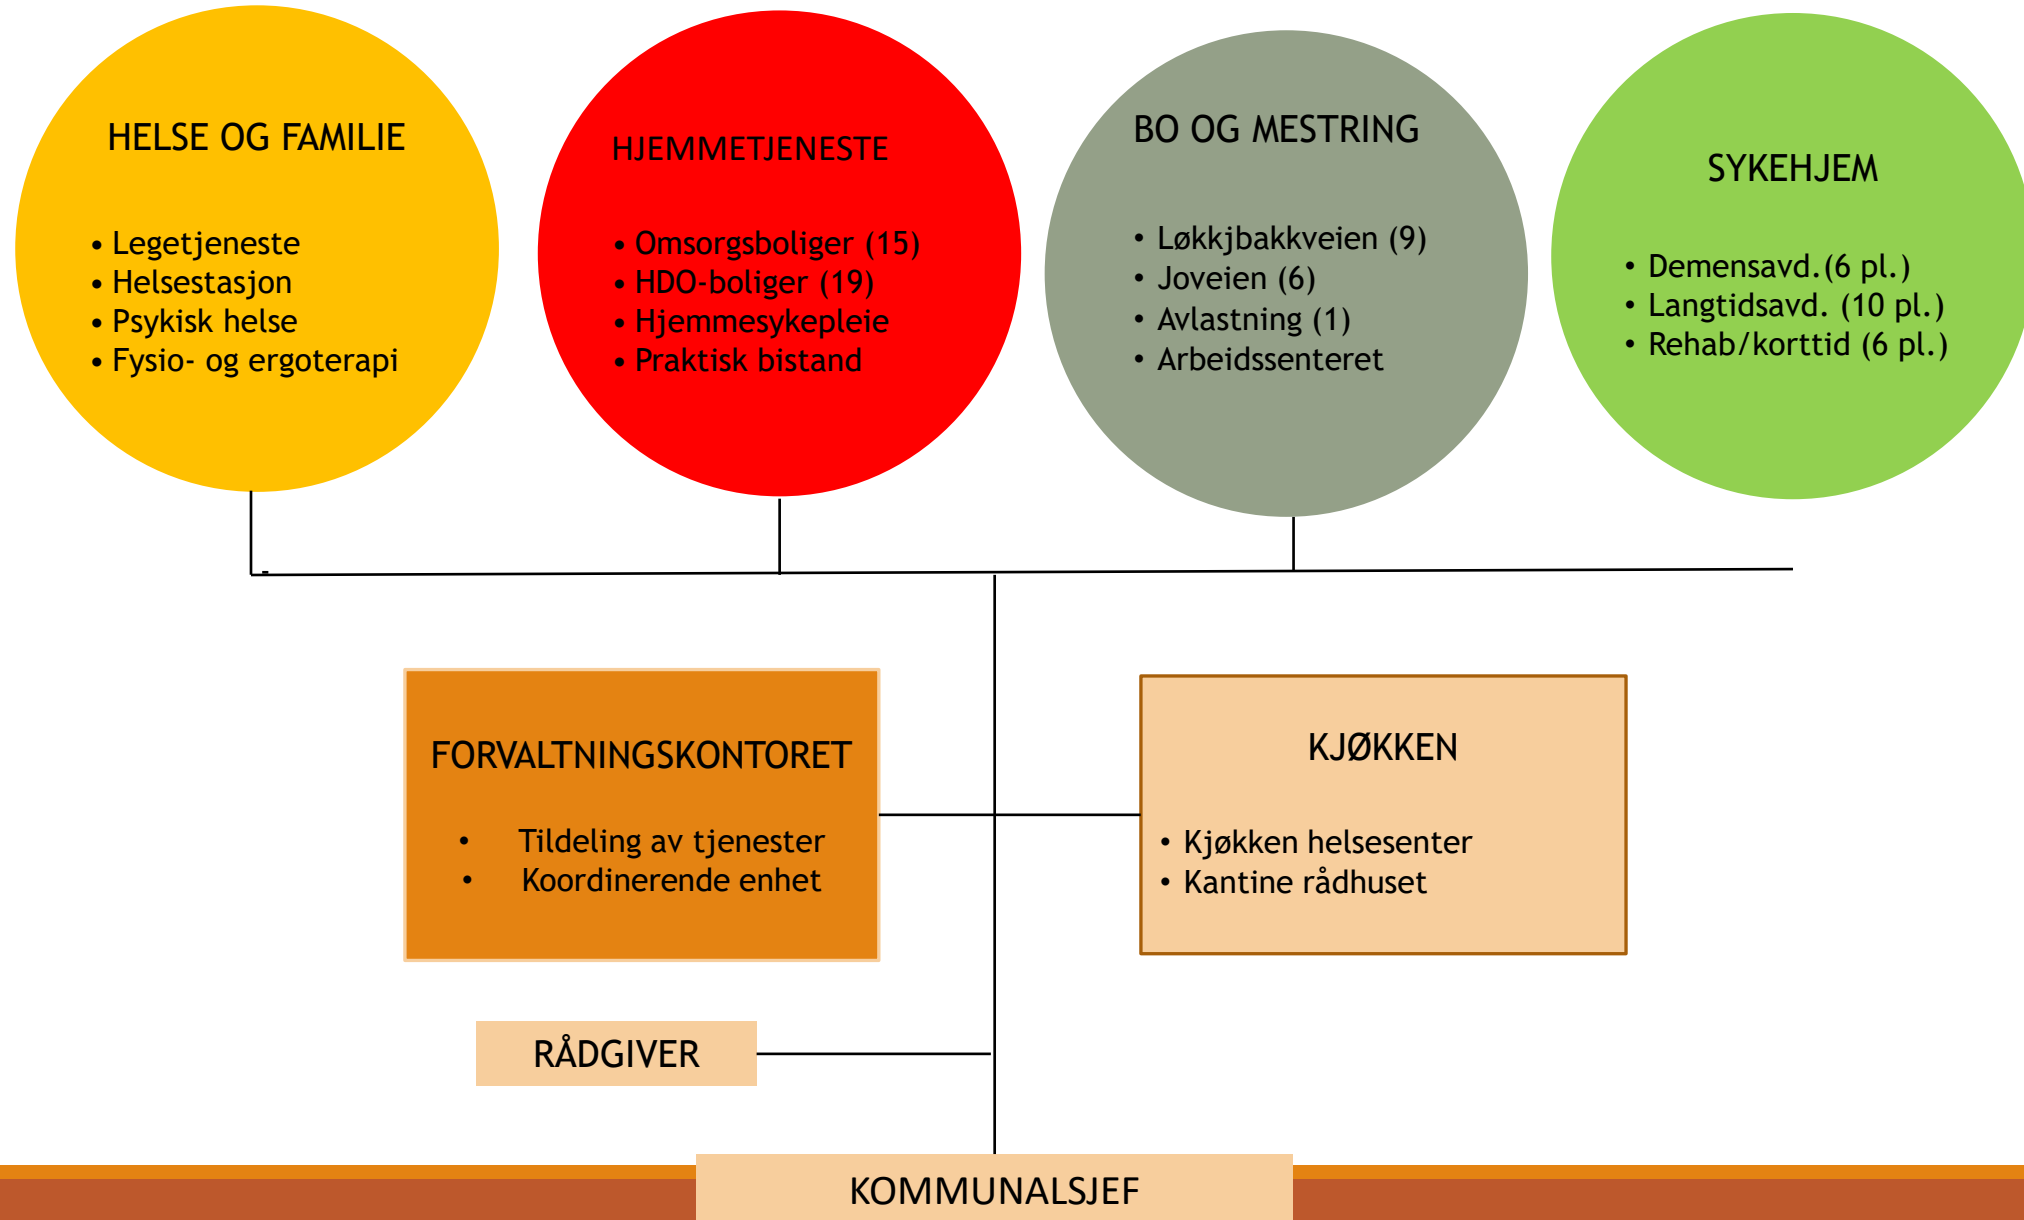 HELSE OG FAMILIE
• Legetjeneste
• Helsestasjon
• Psykisk helse
• Fysio- og ergoterapi
HJEMMETJENESTE
• Omsorgsboliger (15)
• HDO-boliger (19)
• Hjemmesykepleie
• Praktisk bistand
BO OG MESTRING
• Løkkjbakkveien (9)
• Joveien (6)
• Avlastning (1)
• Arbeidssenteret
SYKEHJEM
• Demensavd.(6 pl.)
• Langtidsavd. (10 pl.)
• Rehab/korttid (6 pl.)
-
FORVALTNINGSKONTORET
• Tildeling av tjenester
• Koordinerende enhet
KJØKKEN
• Kjøkken helsesenter
• Kantine rådhuset
RÅDGIVER
KOMMUNALSJEF